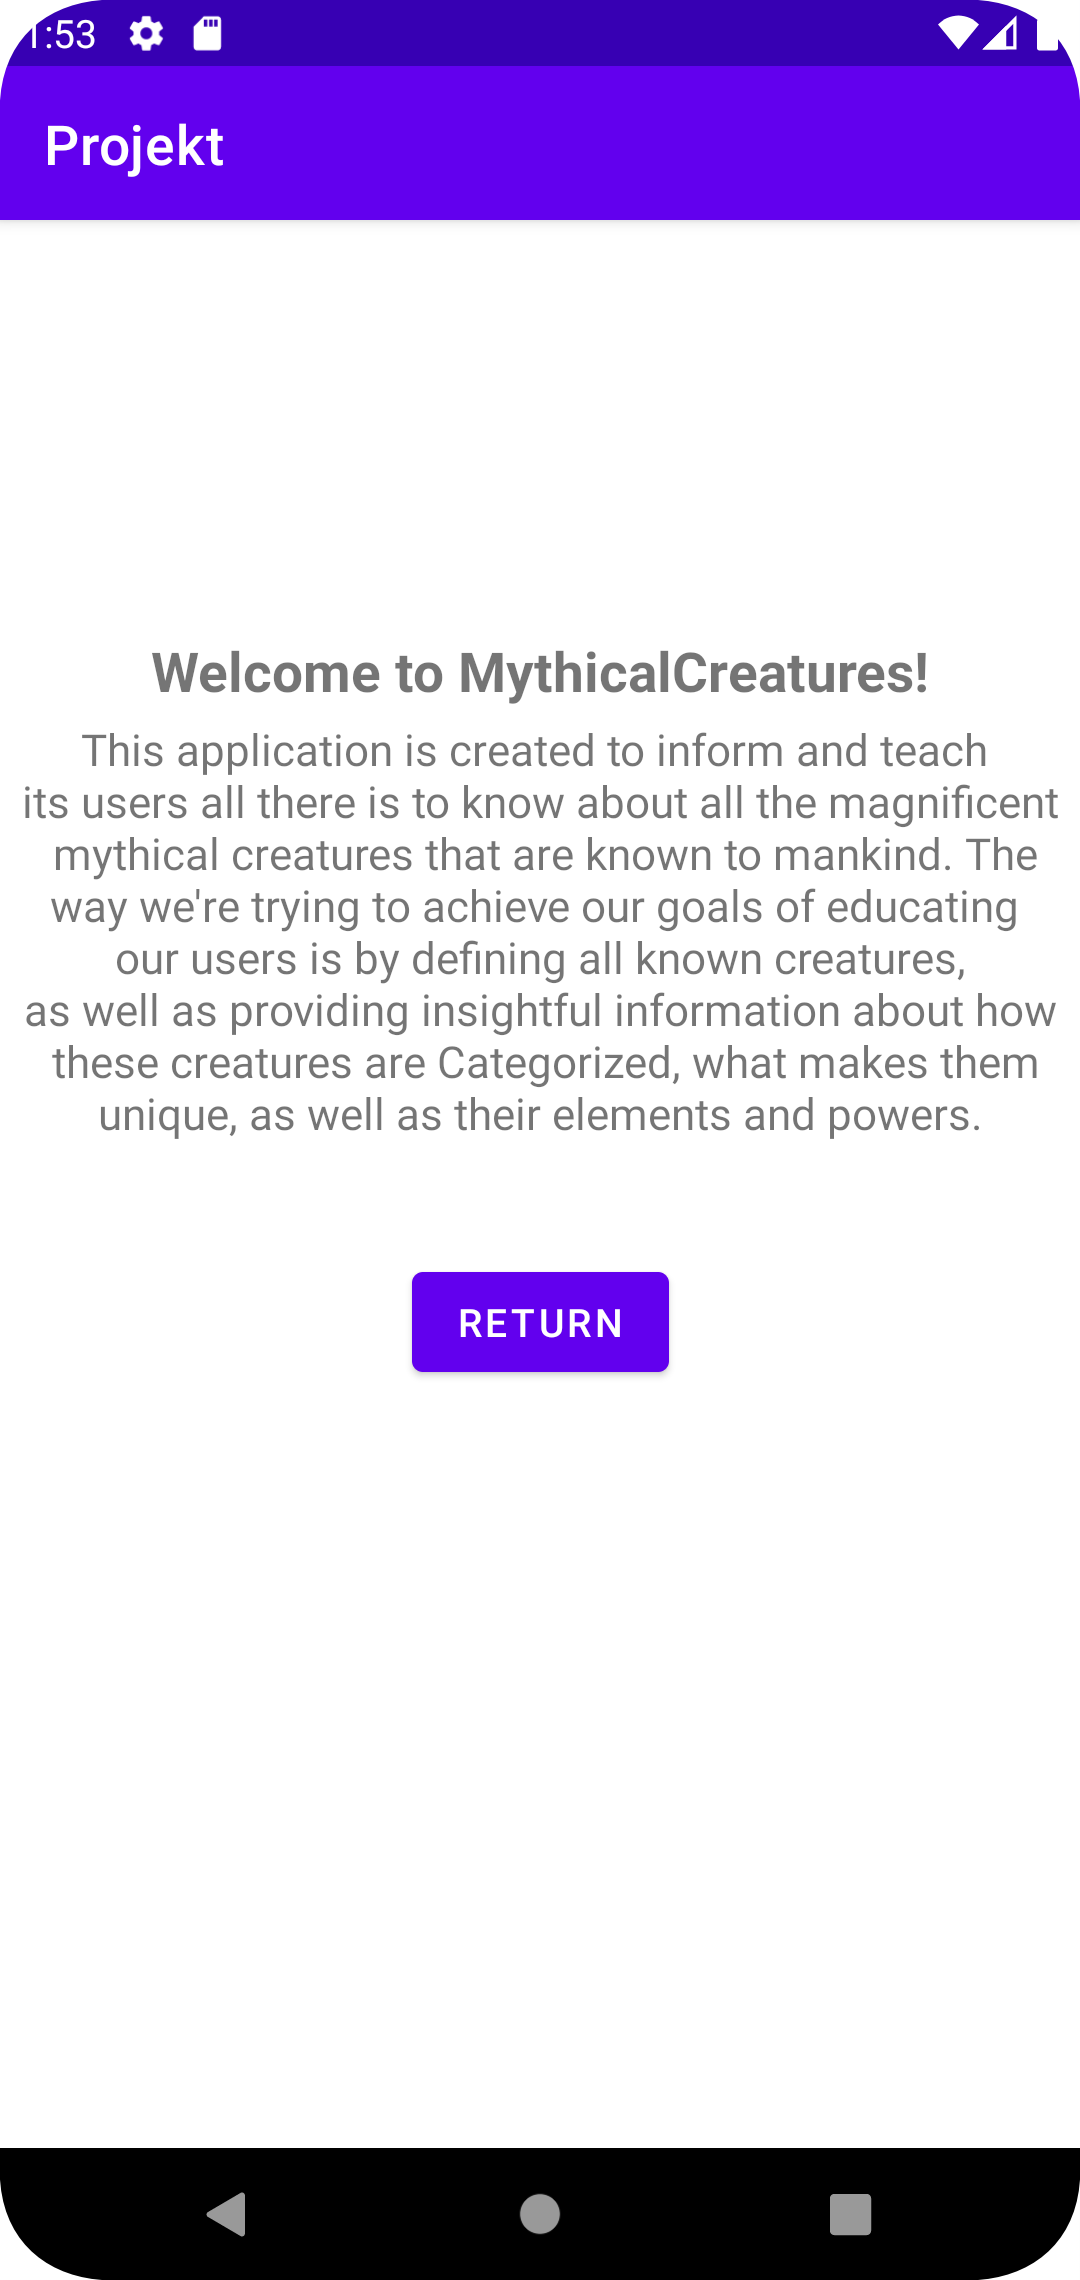 1:53
Projekt
Welcome to MythicalCreatures!
This application is created to inform and teach
its users all there is to know about all the magnificent
mythical creatures that are known to mankind. The
way we're trying to achieve our goals of educating
our users is by defining all known creatures,
as well as providing insightful information about how
these creatures are Categorized, what makes them
unique, as well as their elements and powers.
RETURN